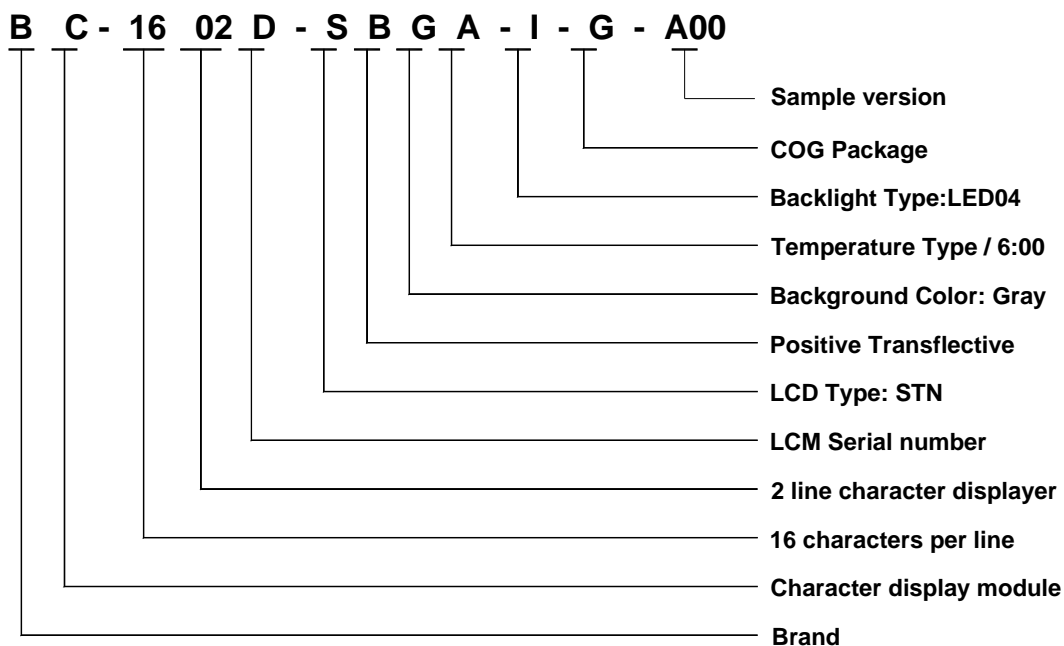 B C - 16 02 D - S B G A - I - G - A00
Sample version
COG Package
Backlight Type:LED04
Temperature Type / 6:00
Background Color: Gray
Positive Transflective
LCD Type: STN
LCM Serial number
2 line character displayer
16 characters per line
Character display module
Brand